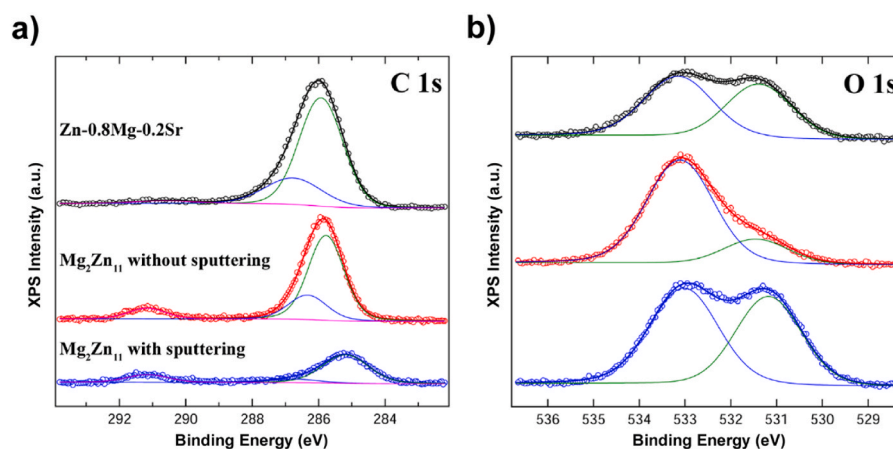 a)
C 1s
Zn-0.8Mg-0.2Sr
Mg₂Zn₁₁ without sputtering
Mg₂Zn₁₁ with sputtering
XPS Intensity (a.u.)
292 290 288 286 284
Binding Energy (eV)
b)
O 1s
XPS Intensity (a.u.)
536 535 534 533 532 531 530 529
Binding Energy (eV)